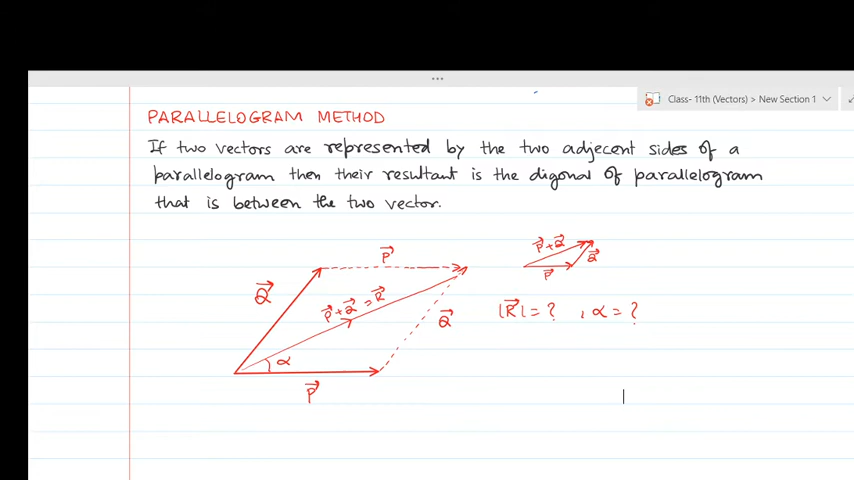 Class- 11th (Vectors) > New Section 1
PARALLELOGRAM METHOD
If two vectors are represented by the two adjecent sides of a
parallelogram then their resultant is the digonal of parallelogram
that is between the two vector.
P⃗
P⃗+Q⃗
Q⃗
P⃗
Q⃗
P⃗+Q⃗=R⃗
Q⃗
|R⃗|=? , α=?
α
P⃗